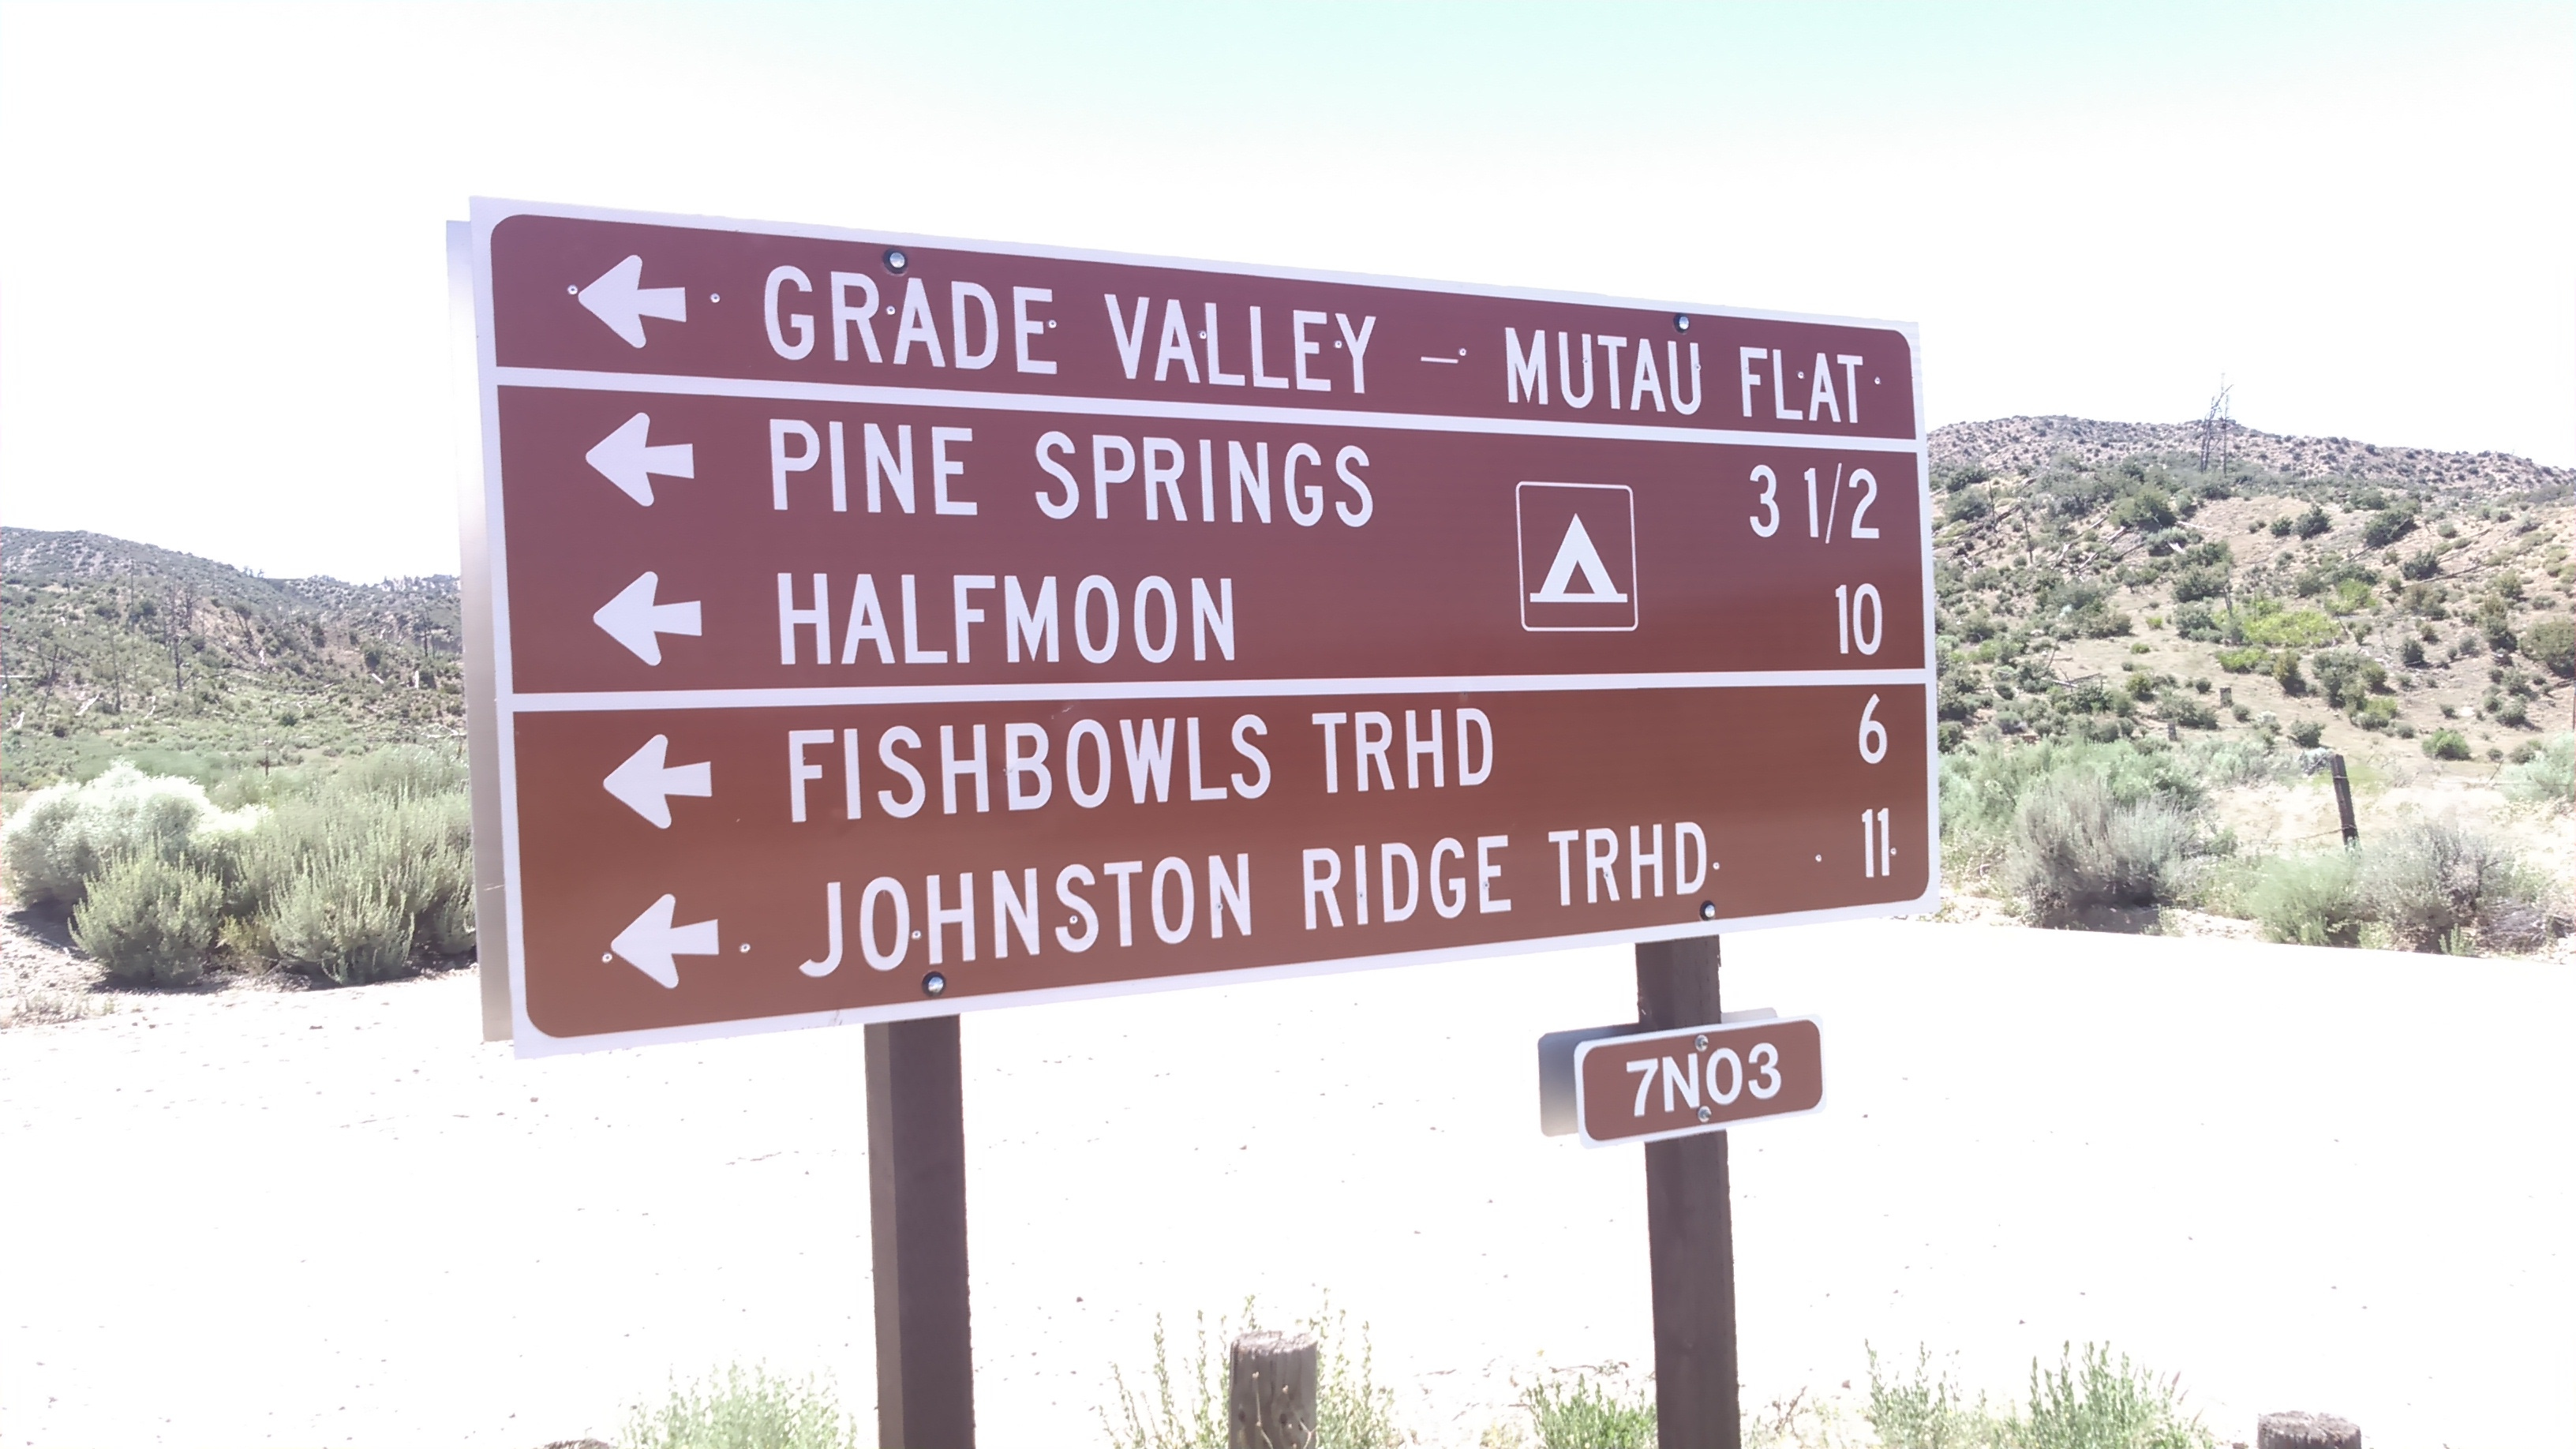 GRADE VALLEY – MUTAU FLAT
PINE SPRINGS 3 1/2
HALFMOON 10
FISHBOWLS TRHD 6
JOHNSTON RIDGE TRHD 11
7N03